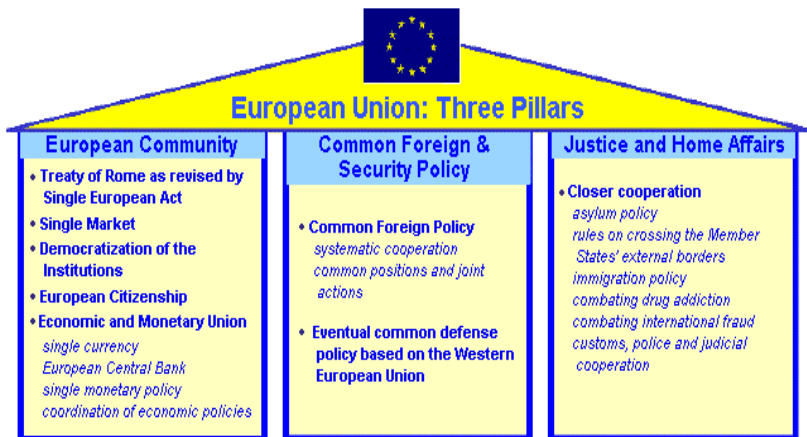 European Union: Three Pillars
European Community
• Treaty of Rome as revised by
Single European Act
• Single Market
• Democratization of the
Institutions
• European Citizenship
• Economic and Monetary Union
single currency
European Central Bank
single monetary policy
coordination of economic policies
Common Foreign &
Security Policy
• Common Foreign Policy
systematic cooperation
common positions and joint
actions
• Eventual common defense
policy based on the Western
European Union
Justice and Home Affairs
• Closer cooperation
asylum policy
rules on crossing the Member
States' external borders
immigration policy
combating drug addiction
combating international fraud
customs, police and judicial
cooperation